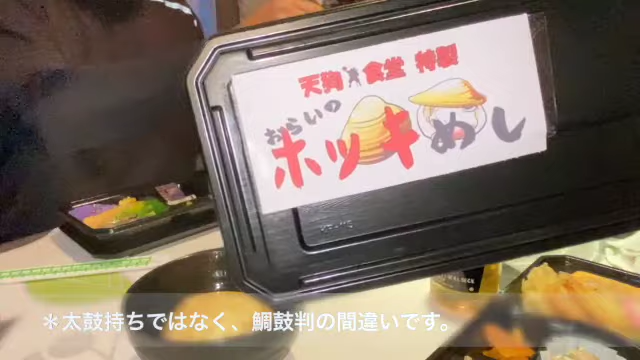 天狗食堂 特製
おらいの
ホッキめし
＊太鼓持ちではなく、鯛鼓判の間違いです。